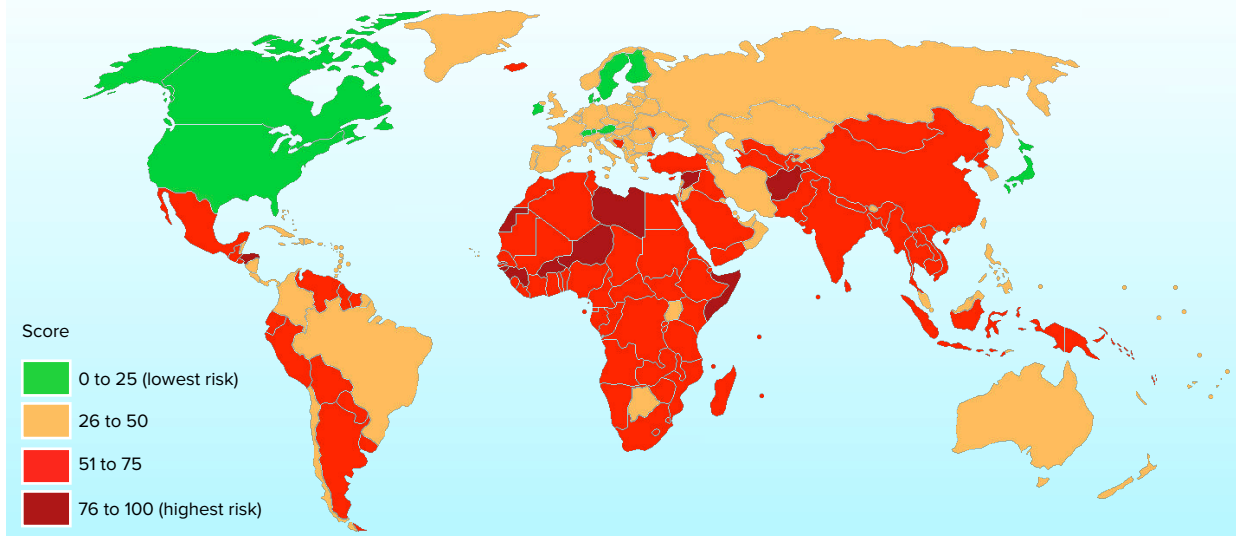 Score
0 to 25 (lowest risk)
26 to 50
51 to 75
76 to 100 (highest risk)